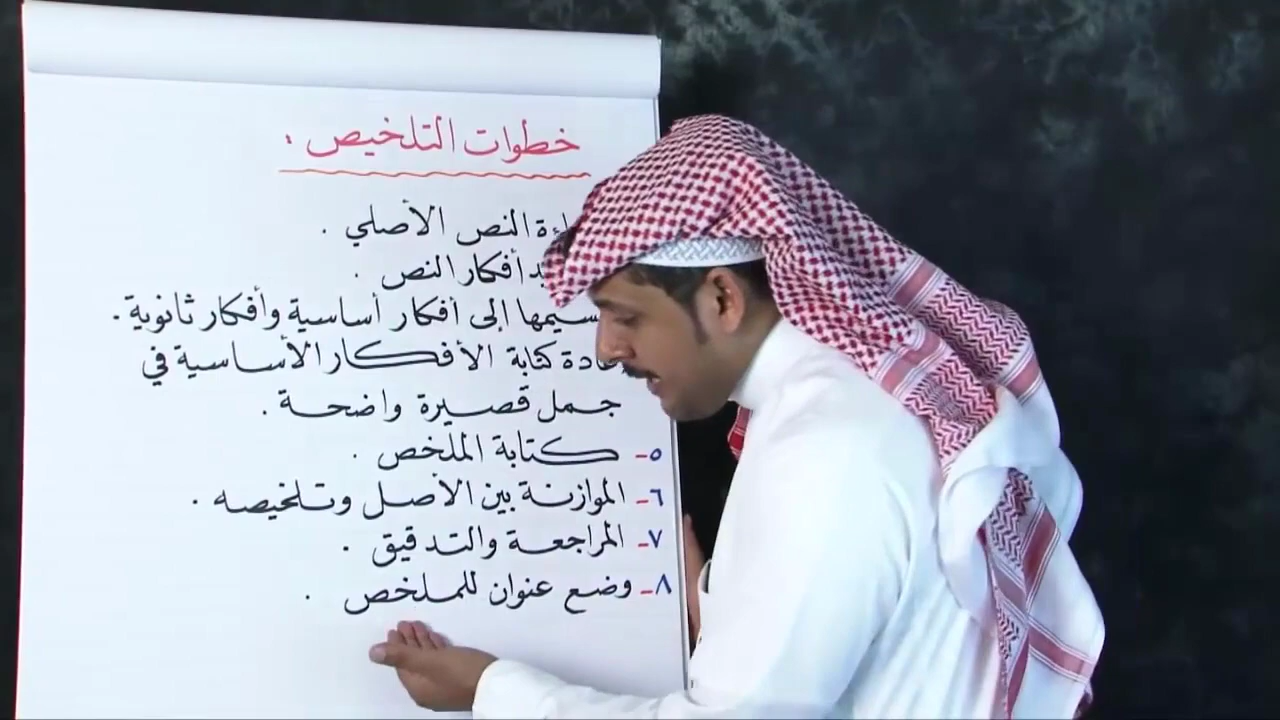 خطوات التلخيص :
النص الأصلي .
أفكار النص .
إلى أفكار أساسية وأفكار ثانوية .
كتابة الأفكار الأساسية في
جمل قصيرة واضحة .
٥- كتابة الملخص .
٦- الموازنة بين الأصل وتلخيصه .
٧- المراجعة والتدقيق .
٨- وضع عنوان للملخص .